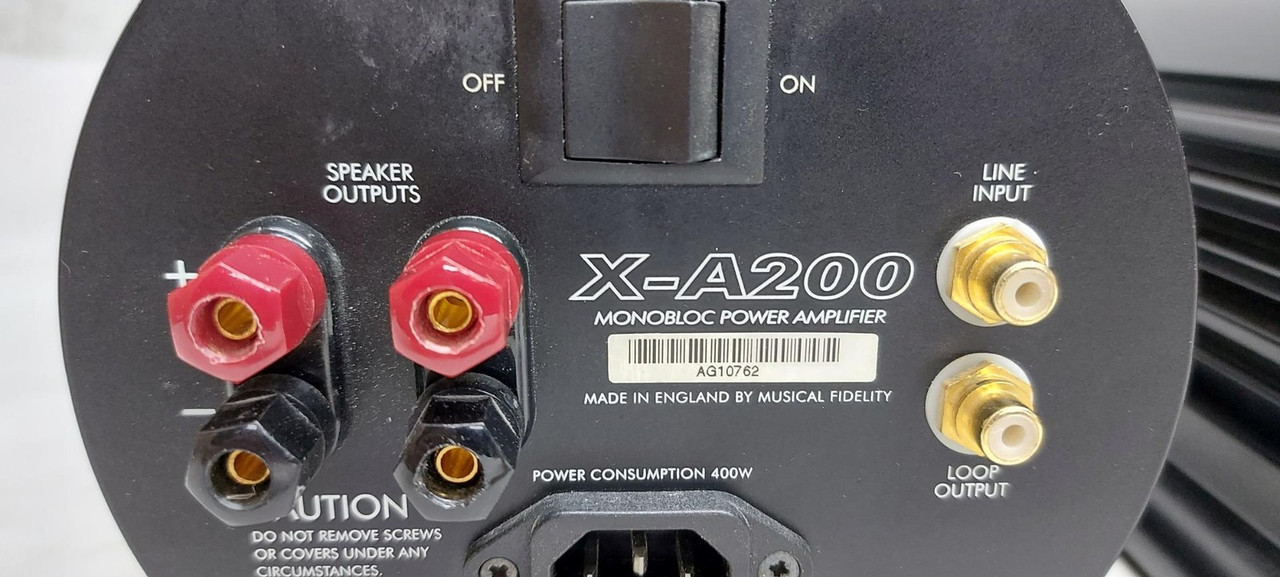 OFF
ON
SPEAKER
OUTPUTS
LINE
INPUT
+
X-A200
MONOBLOC POWER AMPLIFIER
AG10762
MADE IN ENGLAND BY MUSICAL FIDELITY
−
POWER CONSUMPTION 400W
LOOP
OUTPUT
CAUTION
DO NOT REMOVE SCREWS
OR COVERS UNDER ANY
CIRCUMSTANCES.